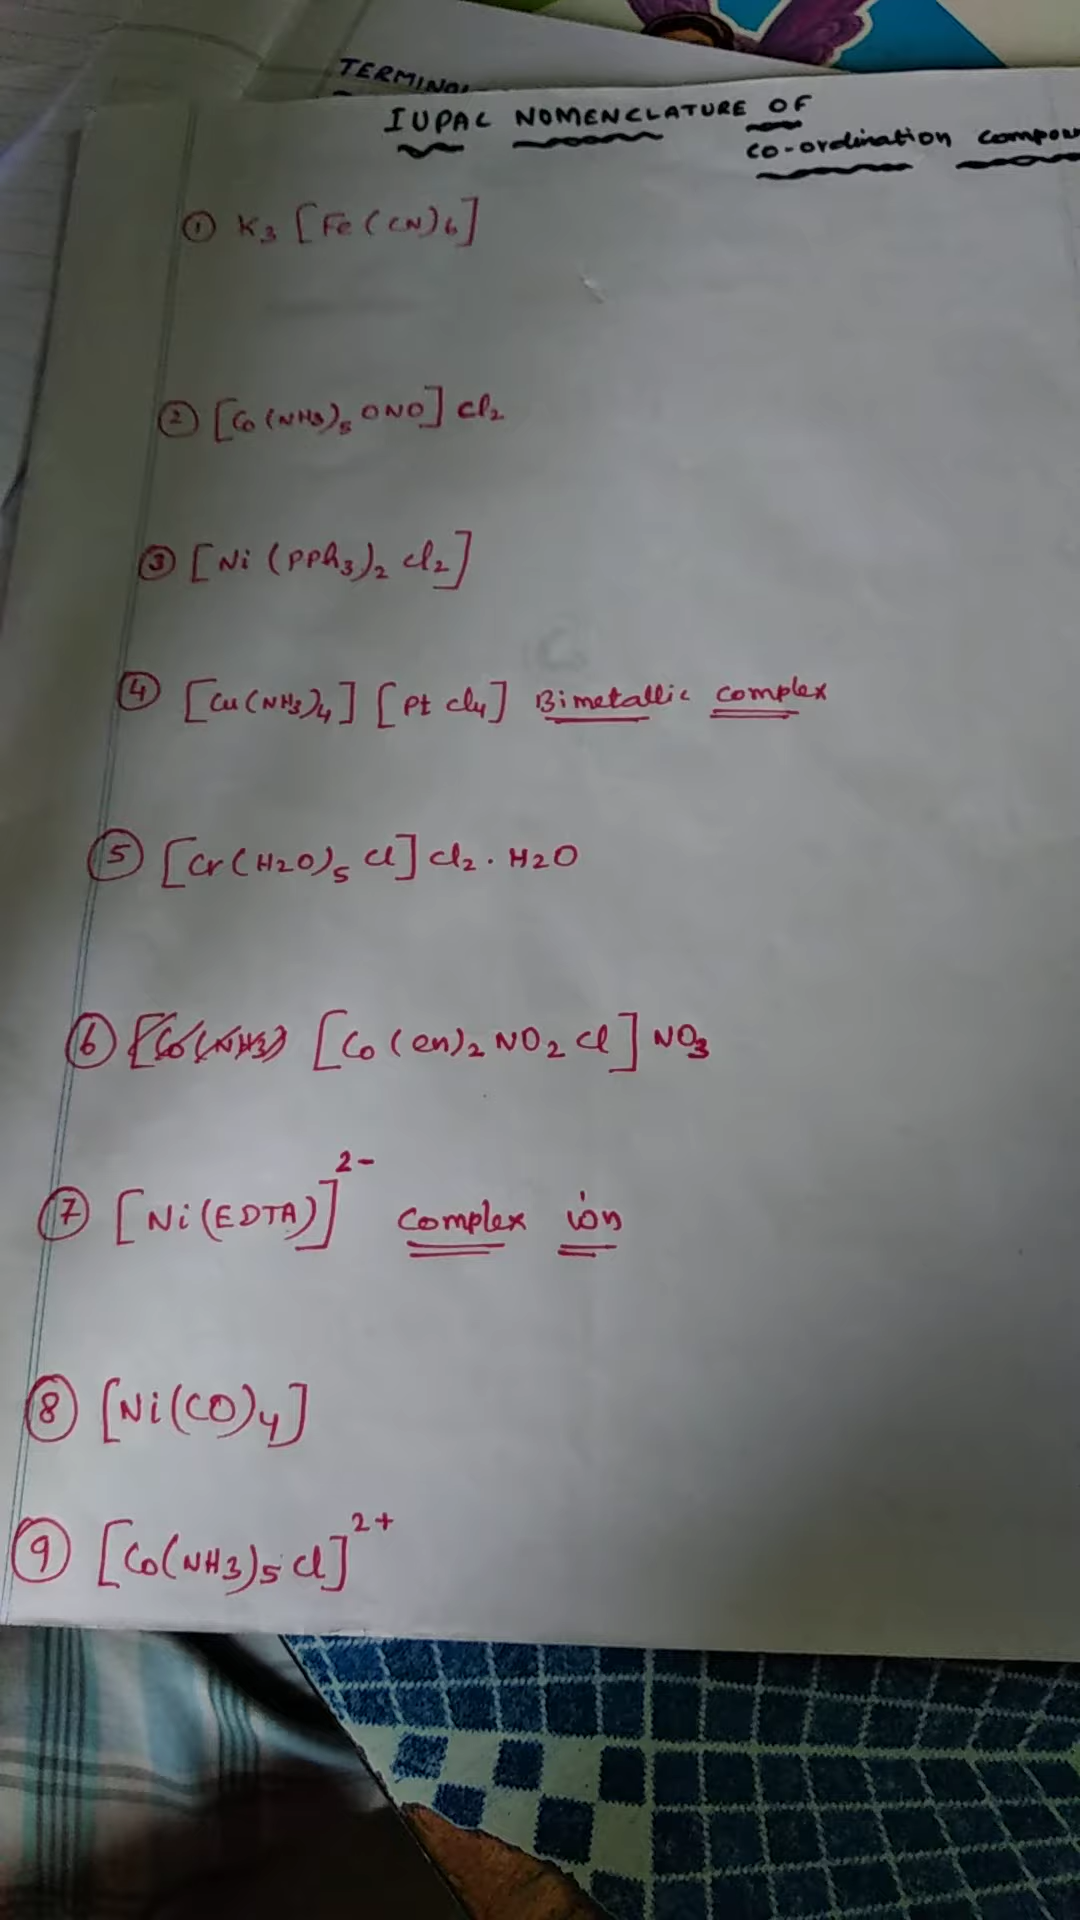 TERMINOL
IUPAC NOMENCLATURE OF
CO-ordination compou
① K3 [Fe(CN)6]
② [Co(NH3)5 ONO] Cl2
③ [Ni (PPh3)2 Cl2]
④ [Cu(NH3)4] [Pt Cl4] Bimetallic complex
⑤ [Cr(H2O)5 Cl] Cl2 . H2O
⑥ [Co(NH3) [Co(en)2 NO2 Cl] NO3
⑦ [Ni(EDTA)]2- complex ion
⑧ [Ni(CO)4]
⑨ [Co(NH3)5 Cl]2+